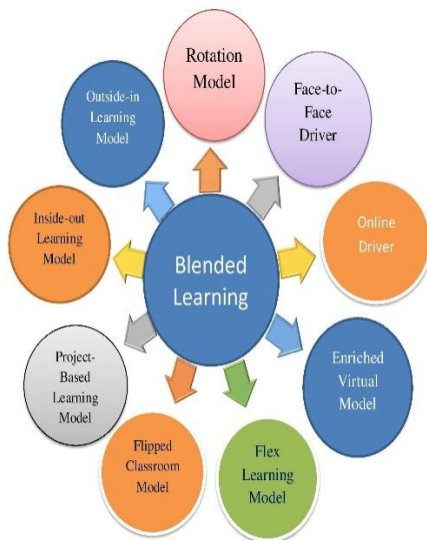 Rotation
Model
Face-to-
Face
Driver
Online
Driver
Enriched
Virtual
Model
Flex
Learning
Model
Flipped
Classroom
Model
Project-
Based
Learning
Model
Inside-out
Learning
Model
Outside-in
Learning
Model
Blended
Learning